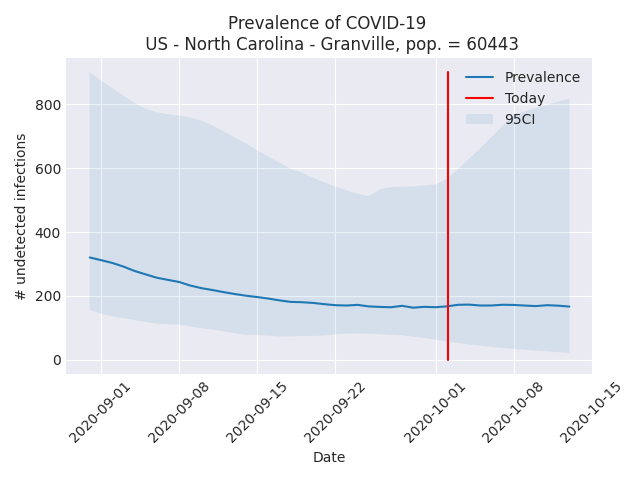 Prevalence of COVID-19
US - North Carolina - Granville, pop. = 60443
Prevalence
Today
95CI
# undetected infections
800
600
400
200
0
2020-09-01
2020-09-08
2020-09-15
2020-09-22
2020-10-01
2020-10-08
2020-10-15
Date